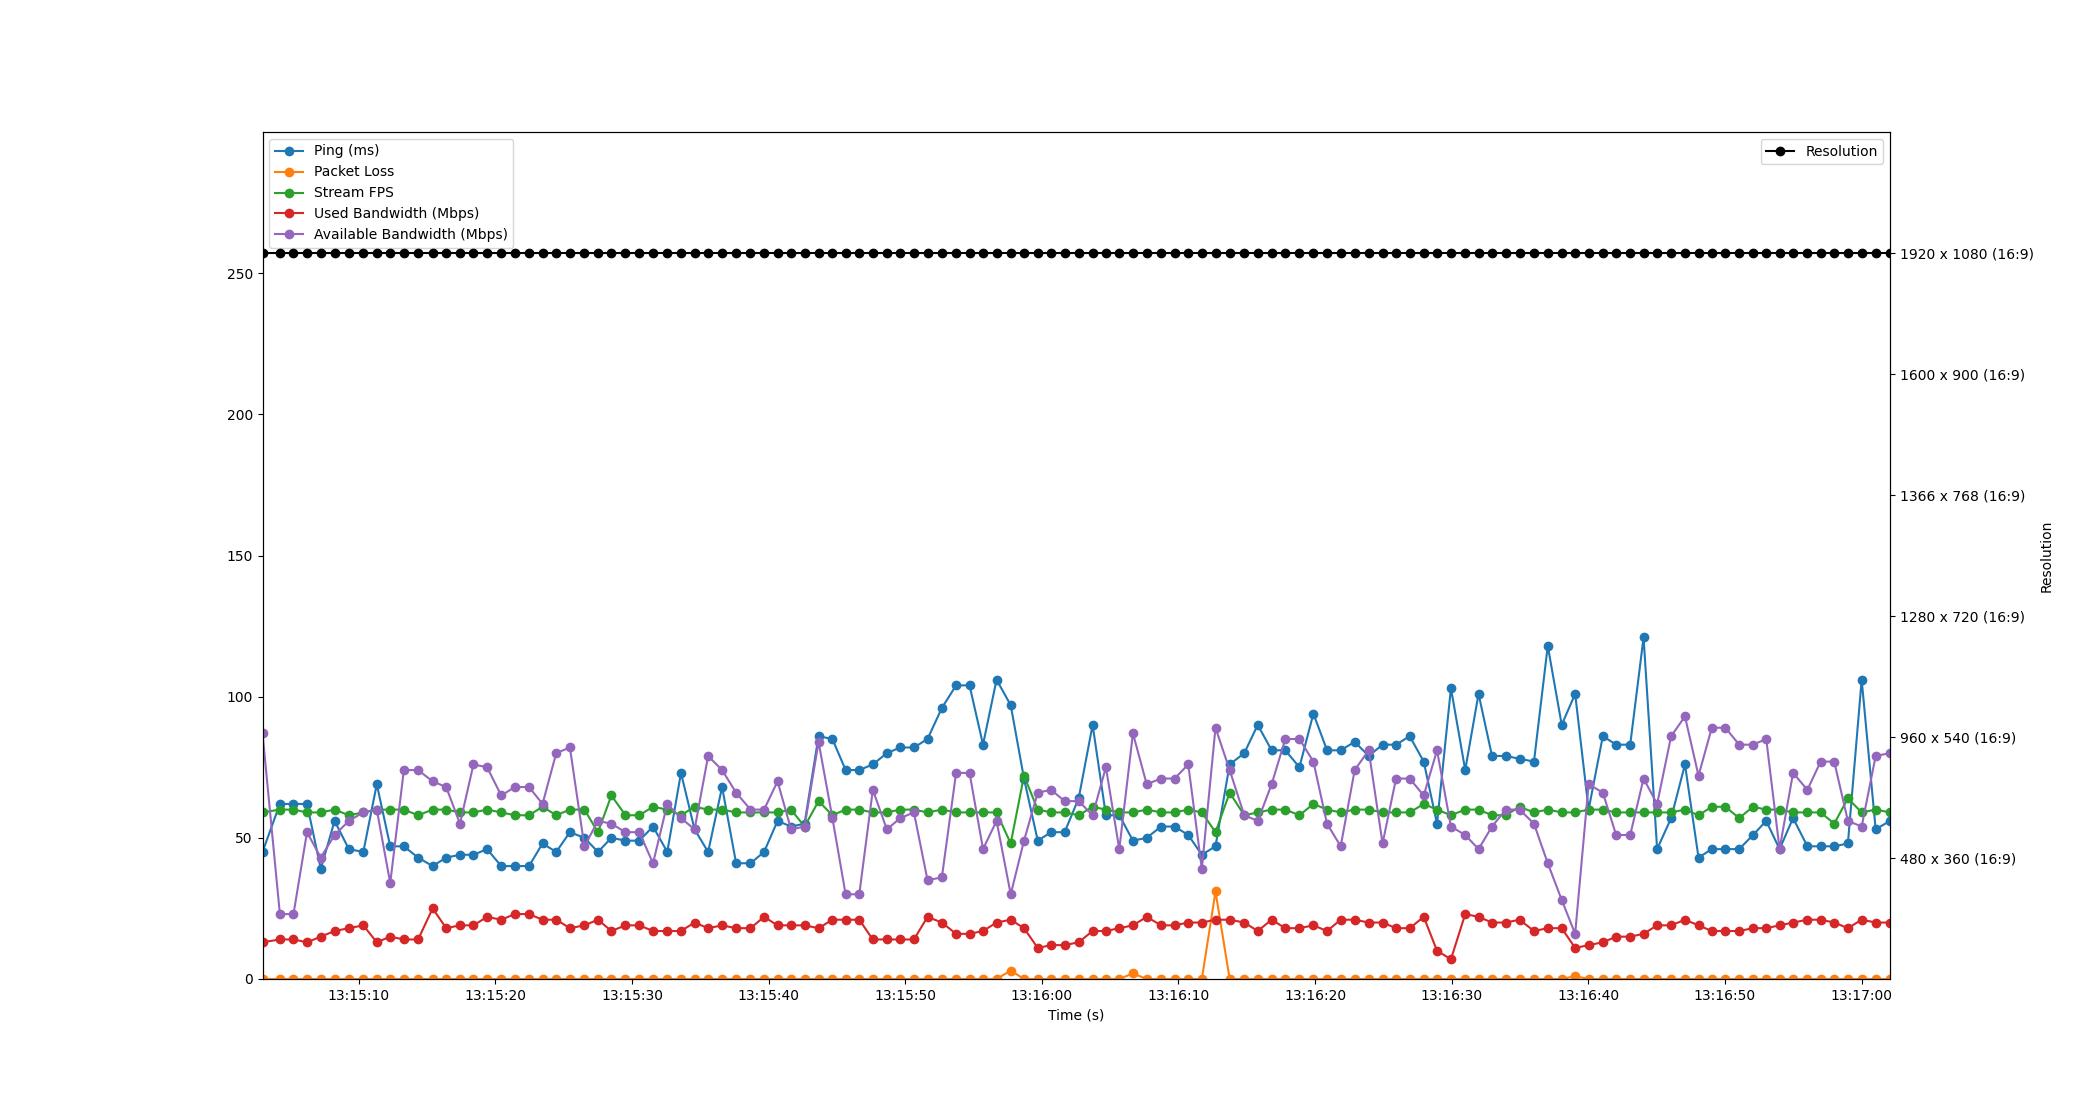 Ping (ms)
Packet Loss
Stream FPS
Used Bandwidth (Mbps)
Available Bandwidth (Mbps)
Resolution
250
200
150
100
50
0
1920 x 1080 (16:9)
1600 x 900 (16:9)
1366 x 768 (16:9)
1280 x 720 (16:9)
960 x 540 (16:9)
480 x 360 (16:9)
Resolution
13:15:10 13:15:20 13:15:30 13:15:40 13:15:50 13:16:00 13:16:10 13:16:20 13:16:30 13:16:40 13:16:50 13:17:00
Time (s)